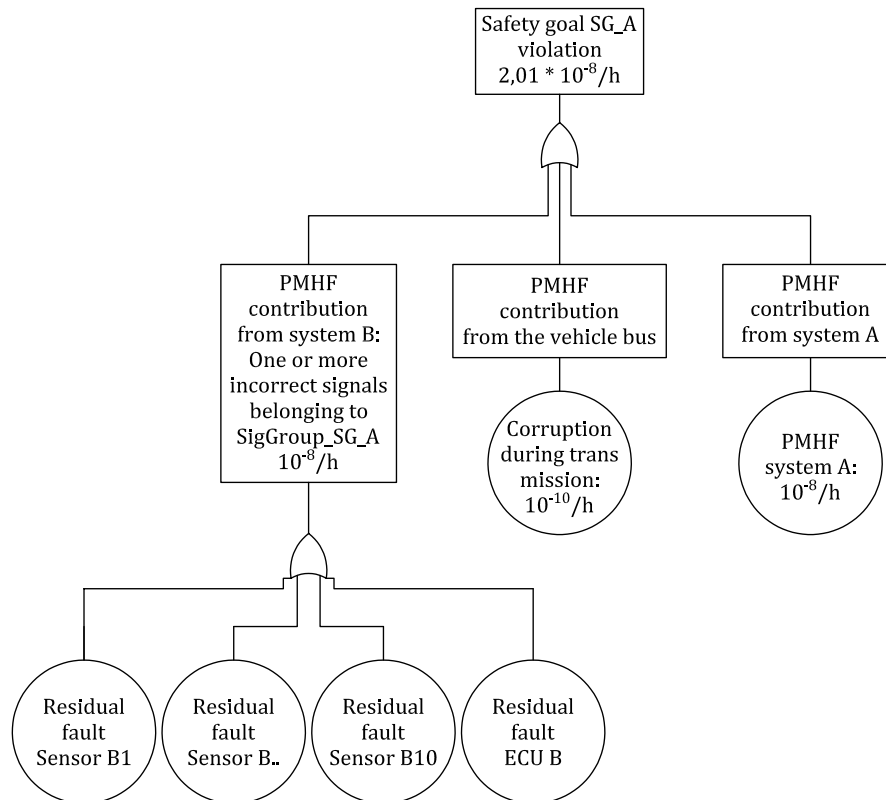 Safety goal SG_A
violation
2,01 * 10⁻⁸/h
PMHF
contribution
from system B:
One or more
incorrect signals
belonging to
SigGroup_SG_A
10⁻⁸/h
PMHF
contribution
from the vehicle bus
PMHF
contribution
from system A
Corruption
during trans
mission:
10⁻¹⁰/h
PMHF
system A:
10⁻⁸/h
Residual
fault
Sensor B1
Residual
fault
Sensor B..
Residual
fault
Sensor B10
Residual
fault
ECU B